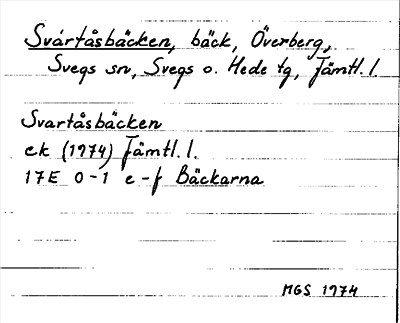 Svártåsbäcken, bäck, Överberg,
Svegs sn, Svegs o. Hede tg, Jämtl. l.
Svartåsbäcken
ek (1974) Jämtl. l.
17E 0-1 e-f Bäckarna
MGS 1974